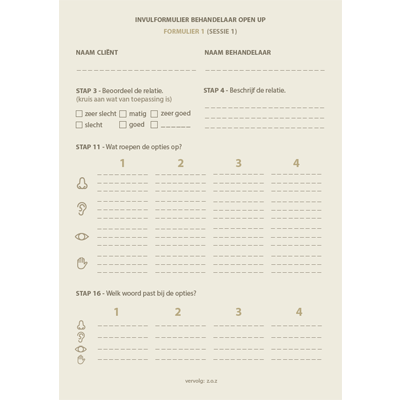 INVULFORMULIER BEHANDELAAR OPEN UP
FORMULIER 1 (SESSIE 1)
NAAM CLIËNT
NAAM BEHANDELAAR
STAP 3 - Beoordeel de relatie.
(kruis aan wat van toepassing is)
zeer slecht matig zeer goed
slecht goed
STAP 4 - Beschrijf de relatie.
STAP 11 - Wat roepen de opties op?
1 2 3 4
STAP 16 - Welk woord past bij de opties?
1 2 3 4
vervolg: z.o.z